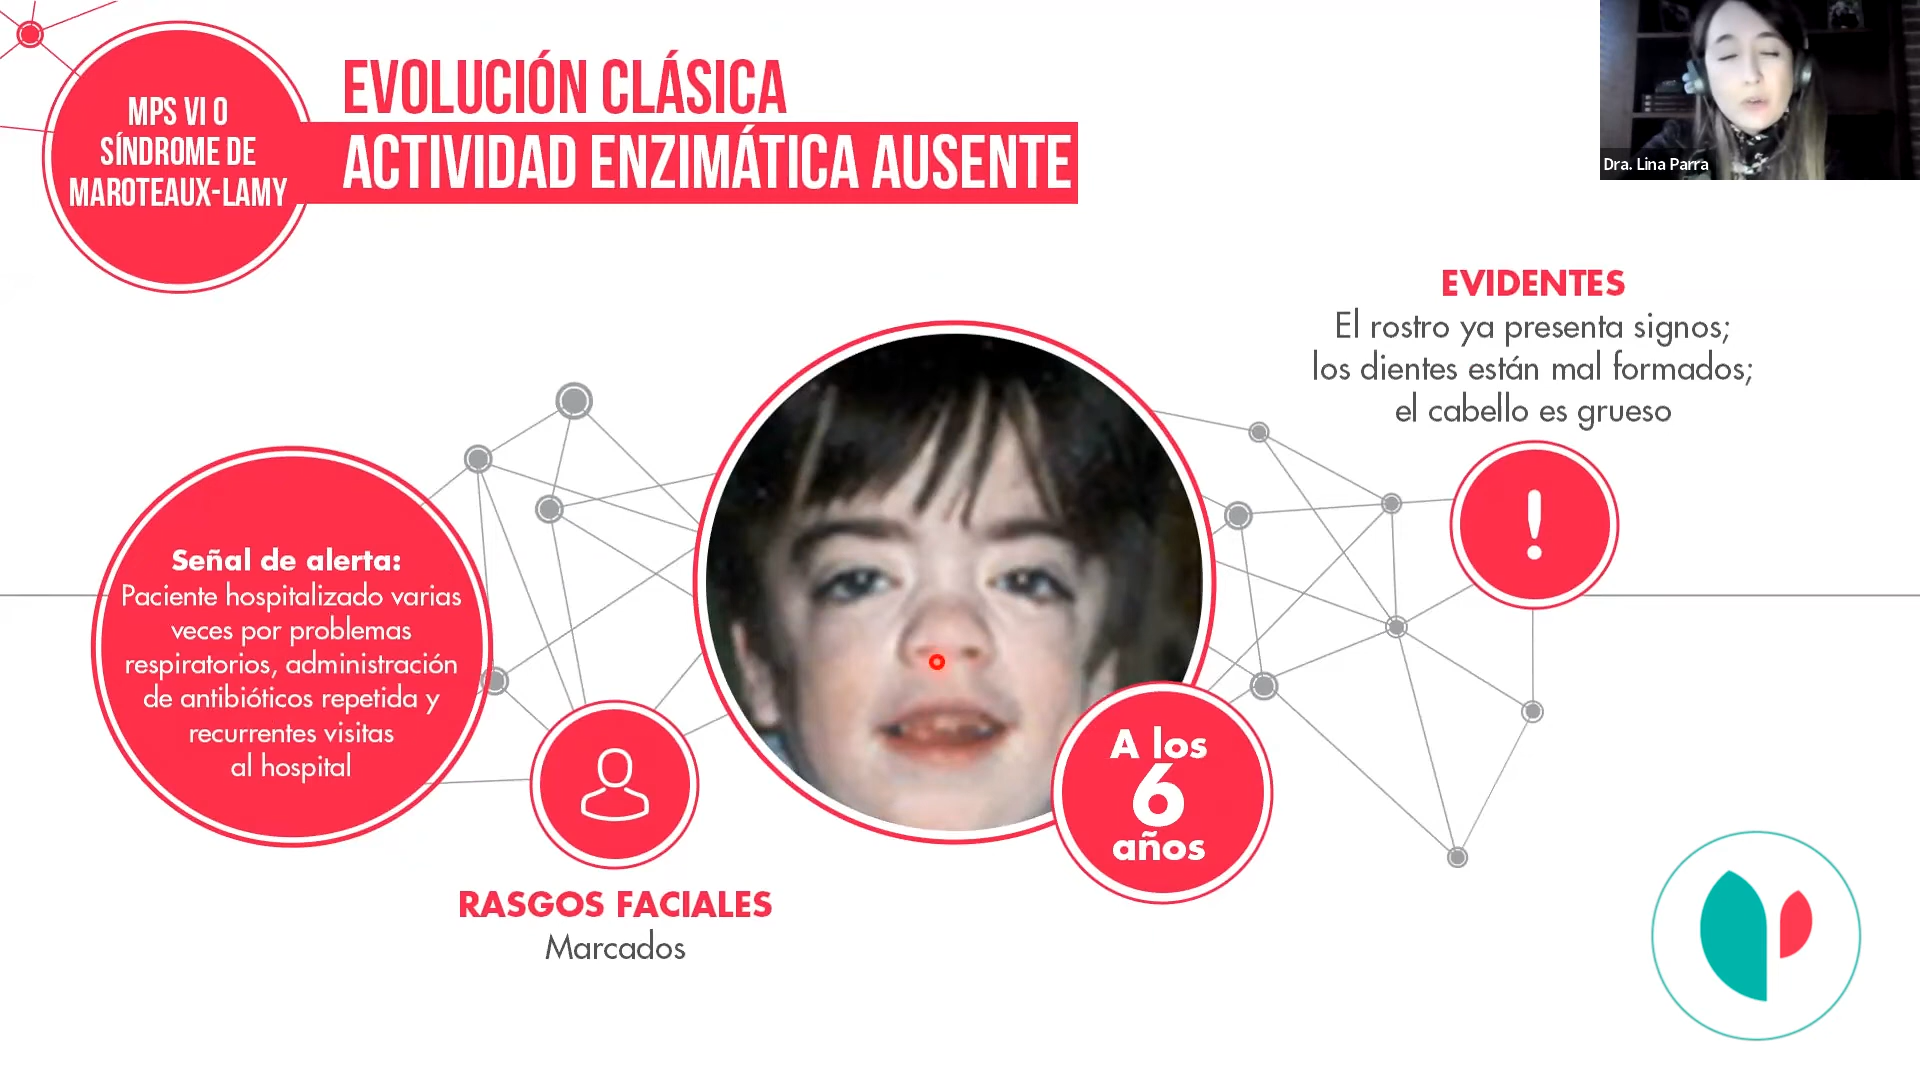 MPS VI O
SÍNDROME DE
MAROTEAUX-LAMY
EVOLUCIÓN CLÁSICA
ACTIVIDAD ENZIMÁTICA AUSENTE
Dra. Lina Parra
EVIDENTES
El rostro ya presenta signos;
los dientes están mal formados;
el cabello es grueso
!
Señal de alerta:
Paciente hospitalizado varias
veces por problemas
respiratorios, administración
de antibióticos repetida y
recurrentes visitas
al hospital
A los
6
años
RASGOS FACIALES
Marcados